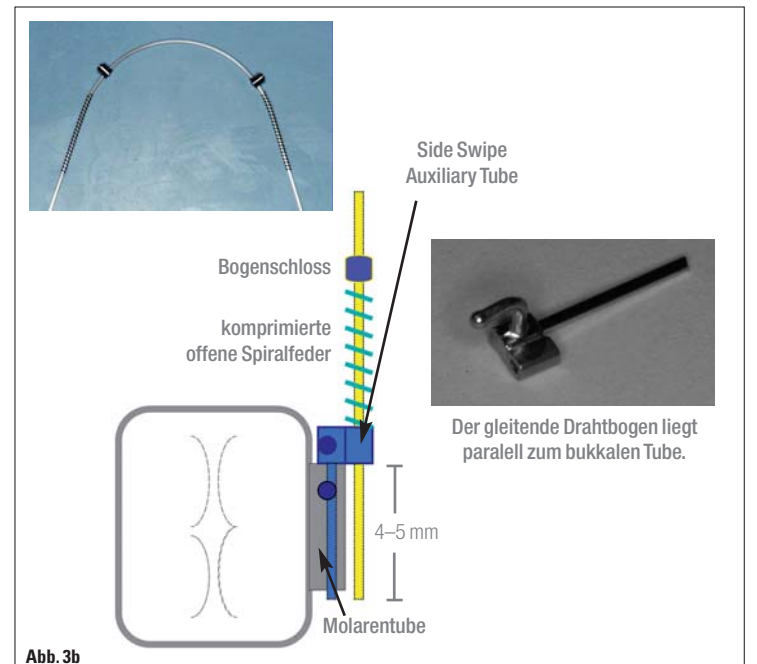 Side Swipe
Auxiliary Tube
Bogenschloss
komprimierte
offene Spiralfeder
Der gleitende Drahtbogen liegt
paralell zum bukkalen Tube.
4–5 mm
Molarentube
Abb. 3b